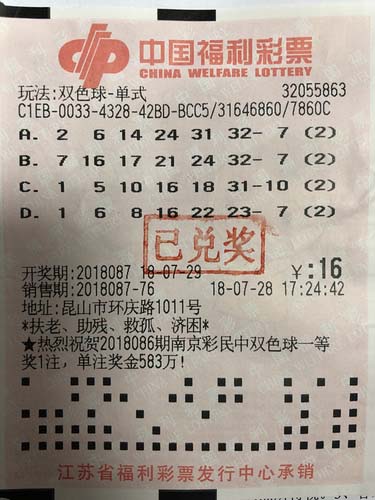 中国福利彩票
CHINA WELFARE LOTTERY
玩法:双色球-单式 32055863
C1EB-0033-4328-42BD-BCC5/31646860/7860C
A. 2 6 14 24 31 32- 7 (2)
B. 7 16 17 21 24 32- 7 (2)
C. 1 5 10 16 18 31-10 (2)
D. 1 6 8 16 22 23- 7 (2)
已兑奖
开奖期:2018087 18-07-29 ¥:16
销售期:2018087-76 18-07-28 17:24:42
地址:昆山市环庆路1011号
*扶老、助残、救孤、济困*
★热烈祝贺2018086期南京彩民中双色球一等
奖1注,单注奖金583万!
江苏省福利彩票发行中心承销